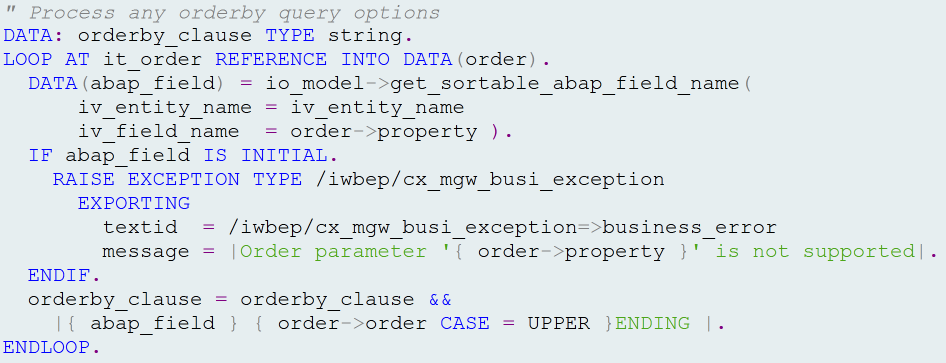 " Process any orderby query options
DATA: orderby_clause TYPE string.
LOOP AT it_order REFERENCE INTO DATA(order).
  DATA(abap_field) = io_model->get_sortable_abap_field_name(
      iv_entity_name = iv_entity_name
      iv_field_name  = order->property ).
  IF abap_field IS INITIAL.
    RAISE EXCEPTION TYPE /iwbep/cx_mgw_busi_exception
      EXPORTING
        textid  = /iwbep/cx_mgw_busi_exception=>business_error
        message = |Order parameter '{ order->property }' is not supported|.
  ENDIF.
  orderby_clause = orderby_clause &&
    |{ abap_field } { order->order CASE = UPPER }ENDING |.
ENDLOOP.